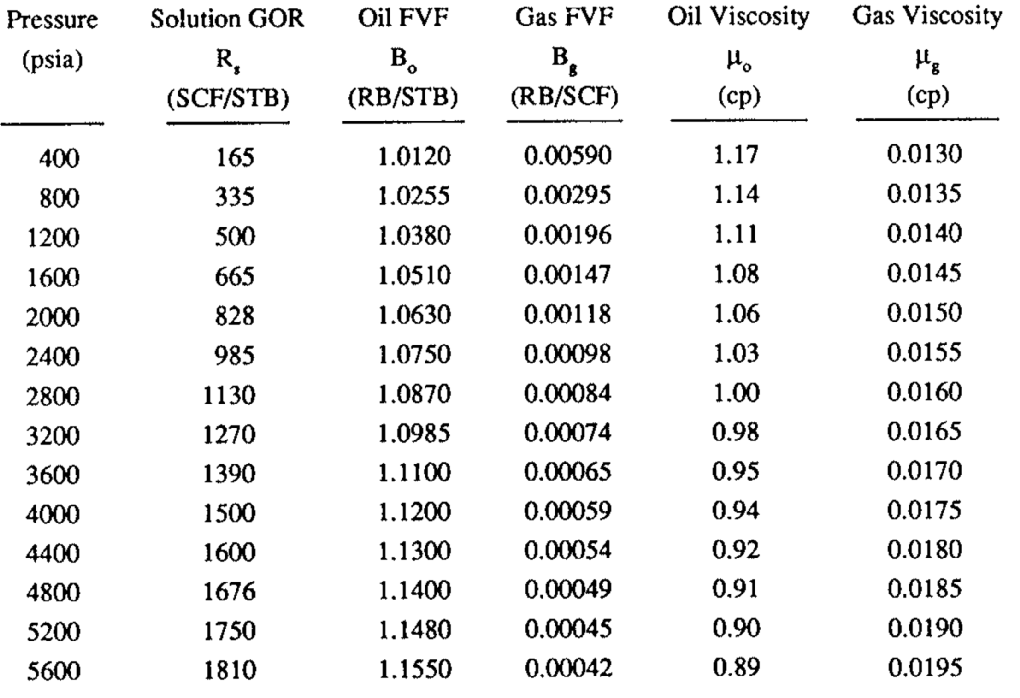 Pressure Solution GOR Oil FVF Gas FVF Oil Viscosity Gas Viscosity
(psia) Rs Bo Bg μo μg
(SCF/STB) (RB/STB) (RB/SCF) (cp) (cp)
400 165 1.0120 0.00590 1.17 0.0130
800 335 1.0255 0.00295 1.14 0.0135
1200 500 1.0380 0.00196 1.11 0.0140
1600 665 1.0510 0.00147 1.08 0.0145
2000 828 1.0630 0.00118 1.06 0.0150
2400 985 1.0750 0.00098 1.03 0.0155
2800 1130 1.0870 0.00084 1.00 0.0160
3200 1270 1.0985 0.00074 0.98 0.0165
3600 1390 1.1100 0.00065 0.95 0.0170
4000 1500 1.1200 0.00059 0.94 0.0175
4400 1600 1.1300 0.00054 0.92 0.0180
4800 1676 1.1400 0.00049 0.91 0.0185
5200 1750 1.1480 0.00045 0.90 0.0190
5600 1810 1.1550 0.00042 0.89 0.0195